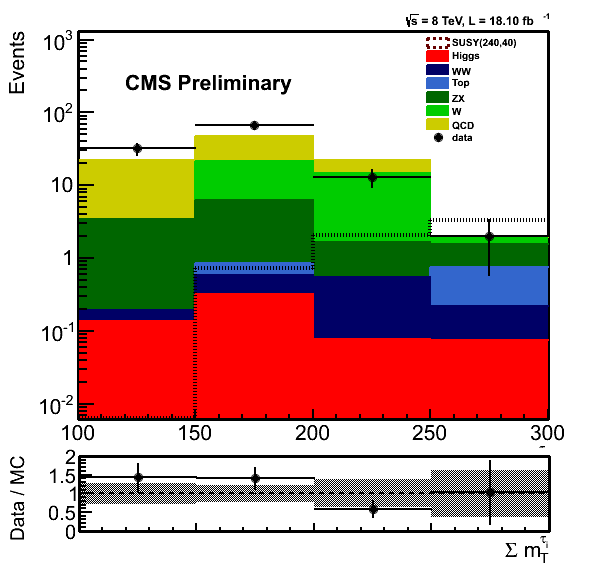 √s = 8 TeV, L = 18.10 fb⁻¹
Events
10³
10²
10
1
10⁻¹
10⁻²
CMS Preliminary
SUSY(240,40)
Higgs
WW
Top
ZX
W
QCD
data
100 150 200 250 300
Data / MC
2
1.5
1
0.5
0
Σ m_T^τᵢ